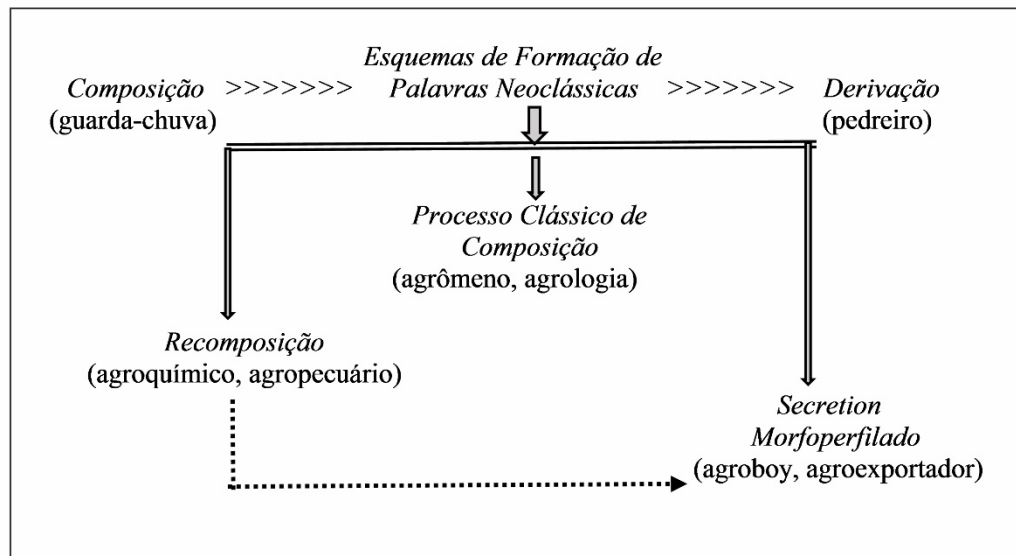 Esquemas de Formação de
Composição >>>>>>> Palavras Neoclássicas >>>>>>> Derivação
(guarda-chuva) (pedreiro)
Processo Clássico de
Composição
(agrômeno, agrologia)
Recomposição
(agroquímico, agropecuário)
Secretion
Morfoperfilado
(agroboy, agroexportador)